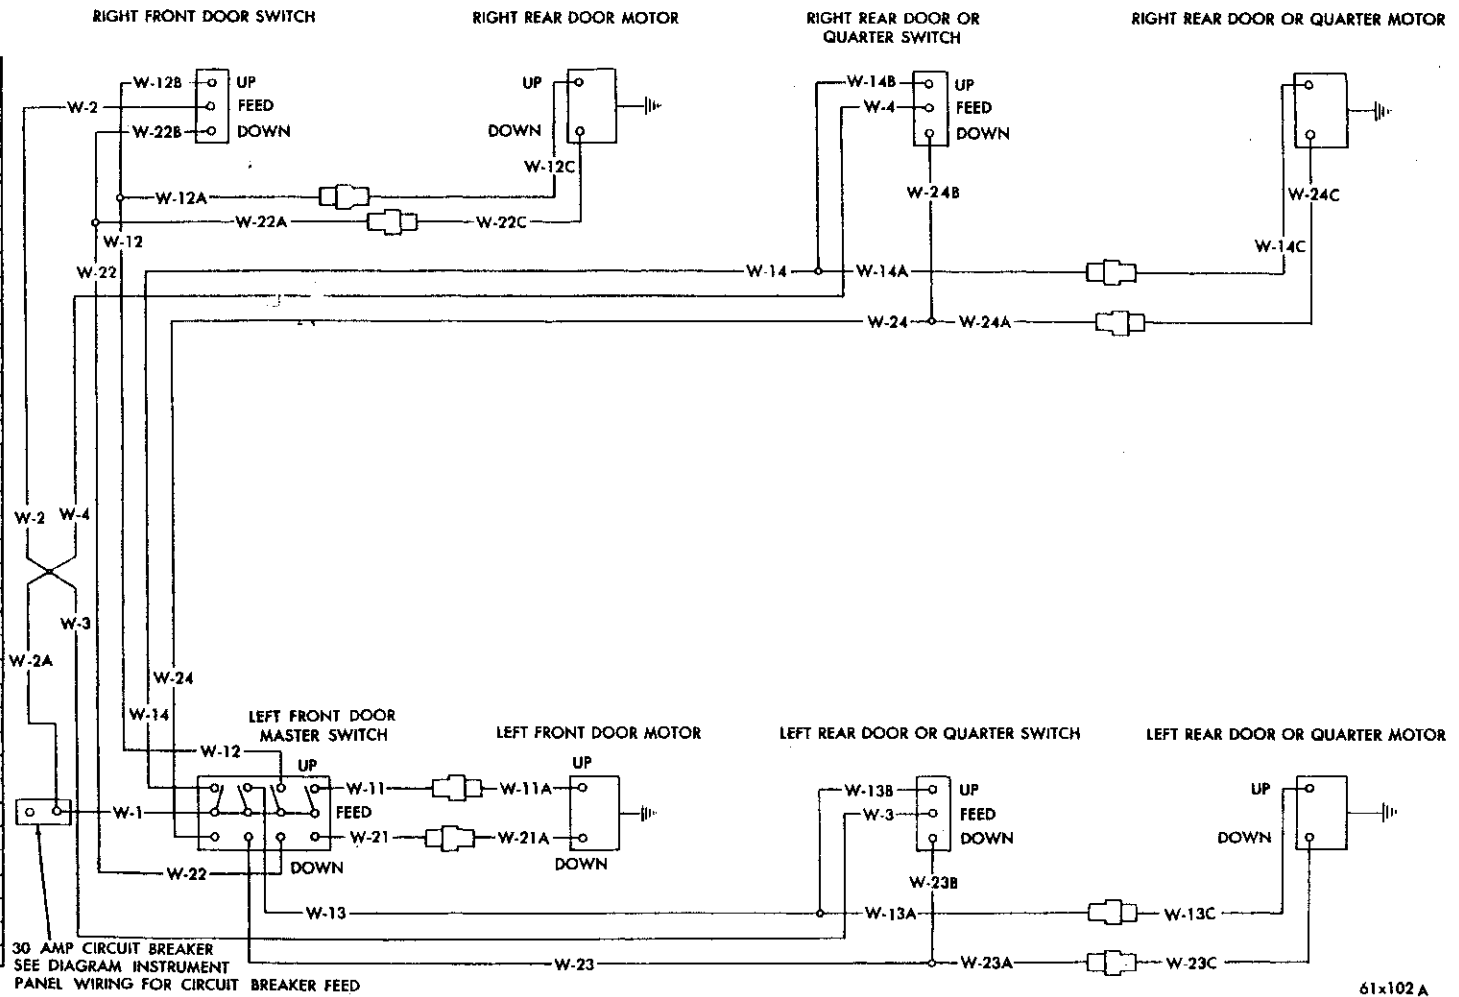 RIGHT FRONT DOOR SWITCH
RIGHT REAR DOOR MOTOR
RIGHT REAR DOOR OR
QUARTER SWITCH
RIGHT REAR DOOR OR QUARTER MOTOR
W-12B
UP
W-2
FEED
W-22B
DOWN
UP
DOWN
W-14B
UP
W-4
FEED
DOWN
W-12C
W-12A
W-22A
W-22C
W-24B
W-24C
W-12
W-22
W-14C
W-14
W-14A
W-24
W-24A
W-2
W-4
W-3
W-2A
W-24
W-14
LEFT FRONT DOOR
MASTER SWITCH
LEFT FRONT DOOR MOTOR
LEFT REAR DOOR OR QUARTER SWITCH
LEFT REAR DOOR OR QUARTER MOTOR
W-12
UP
UP
W-11
W-11A
W-13B
UP
UP
W-1
FEED
W-3
FEED
W-21
W-21A
DOWN
DOWN
W-22
DOWN
DOWN
W-23B
W-13
W-13A
W-13C
W-23
W-23A
W-23C
30 AMP CIRCUIT BREAKER
SEE DIAGRAM INSTRUMENT
PANEL WIRING FOR CIRCUIT BREAKER FEED
61x102 A